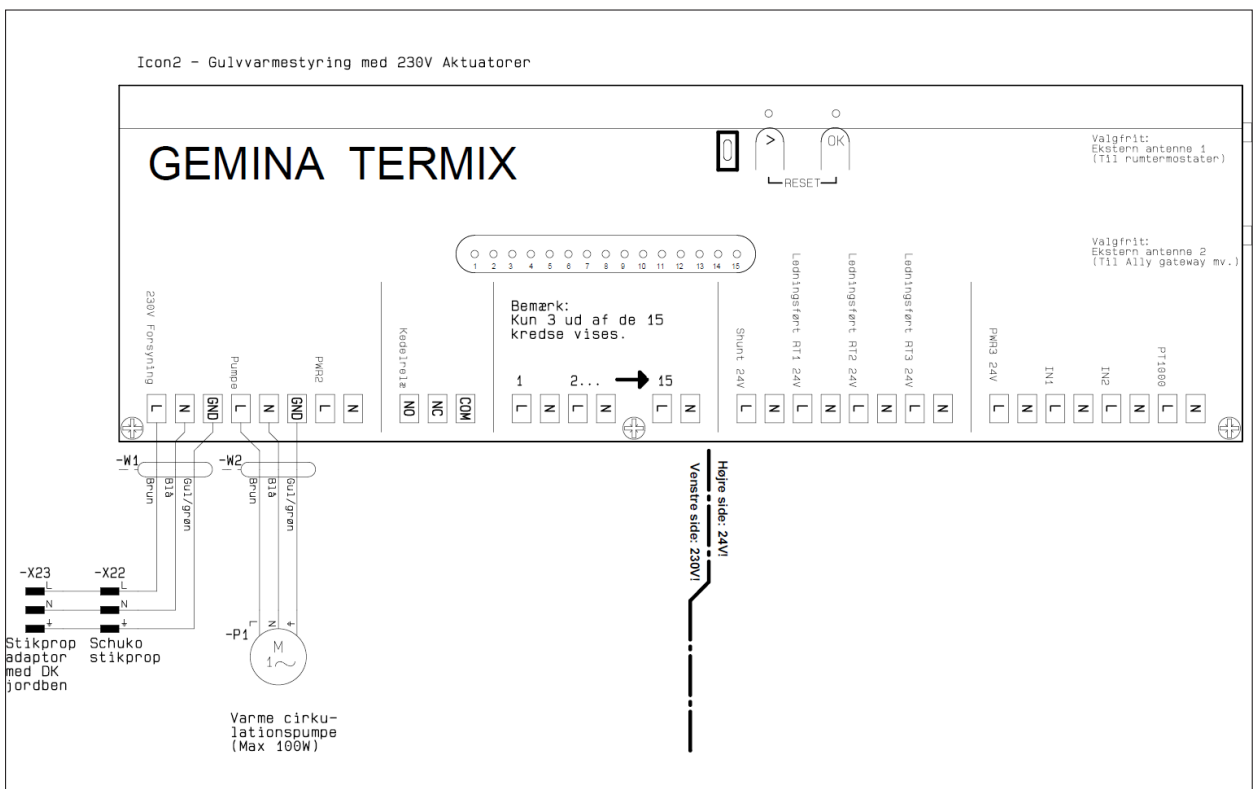 Icon2 - Gulvvarmestyring med 230V Aktuatorer
GEMINA TERMIX
> OK
RESET
Valgfrit:
Ekstern antenne 1
(Til rumtermostater)
Valgfrit:
Ekstern antenne 2
(Til Ally gateway mv.)
1 2 3 4 5 6 7 8 9 10 11 12 13 14 15
Bemærk:
Kun 3 ud af de 15
kredse vises.
1 2... 15
230V Forsyning
Pumpe
PWR2
Kedelrelæ
Shunt 24V
Ledningsført RT1 24V
Ledningsført RT2 24V
Ledningsført RT3 24V
PWR3 24V
IN1
IN2
PT1000
L N GND L N GND L N
NO NC COM
L N L N L N
L N L N L N L N
L N L N L N L N
-W1
Brun
Blå
Gul/grøn
-W2
Brun
Blå
Gul/grøn
Højre side: 24V!
Venstre side: 230V!
-X23 -X22
L L
N N
Stikprop
adaptor
med DK
jordben
Schuko
stikprop
-P1
L N
M
1~
Varme cirku-
lationspumpe
(Max 100W)